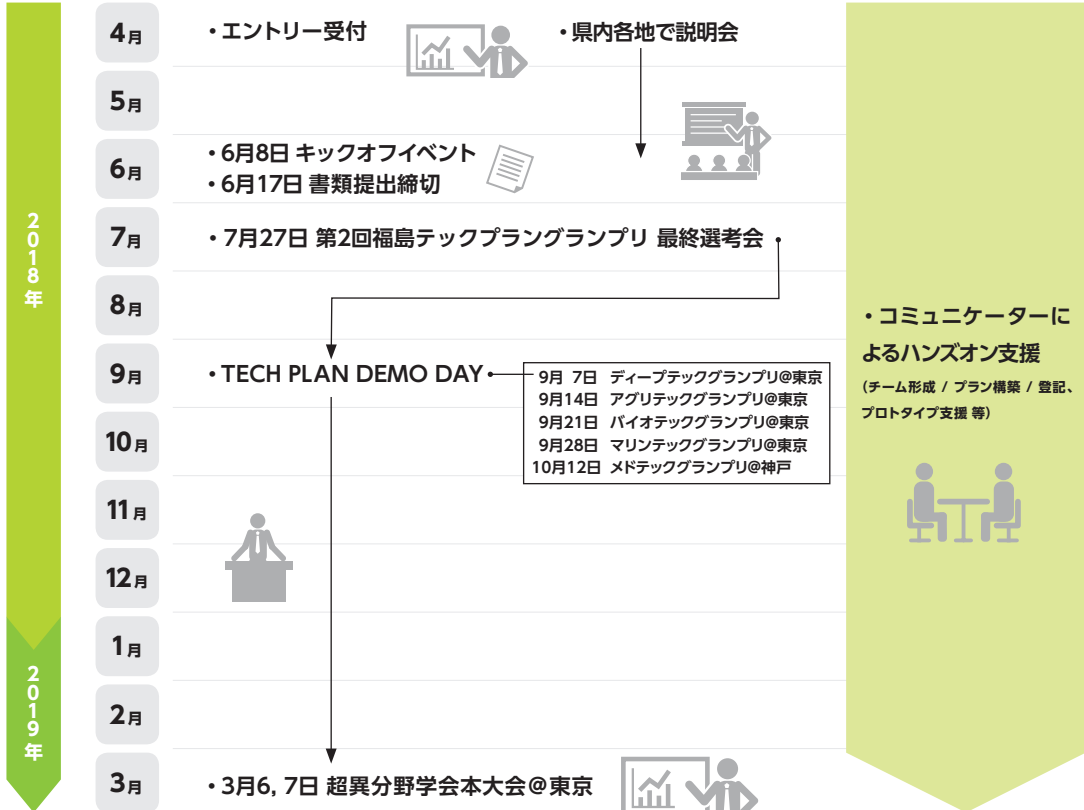 2018年
4月
・エントリー受付
・県内各地で説明会
5月
6月
・6月8日 キックオフイベント
・6月17日 書類提出締切
7月
・7月27日 第2回福島テックプラングランプリ 最終選考会
8月
9月
・TECH PLAN DEMO DAY
9月 7日 ディープテックグランプリ@東京
9月14日 アグリテックグランプリ@東京
9月21日 バイオテックグランプリ@東京
9月28日 マリンテックグランプリ@東京
10月12日 メドテックグランプリ@神戸
10月
11月
12月
2019年
1月
2月
3月
・3月6, 7日 超異分野学会本大会@東京
・コミュニケーターに
よるハンズオン支援
(チーム形成 / プラン構築 / 登記、
プロトタイプ支援 等)